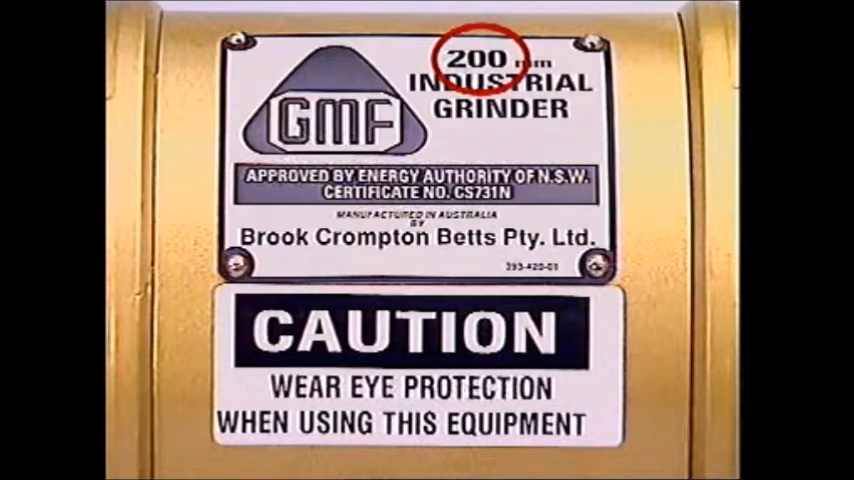 200 mm
INDUSTRIAL
GRINDER
GMF
APPROVED BY ENERGY AUTHORITY OF N.S.W.
CERTIFICATE NO. CS731N
MANUFACTURED IN AUSTRALIA
BY
Brook Crompton Betts Pty. Ltd.
393-420-01
CAUTION
WEAR EYE PROTECTION
WHEN USING THIS EQUIPMENT